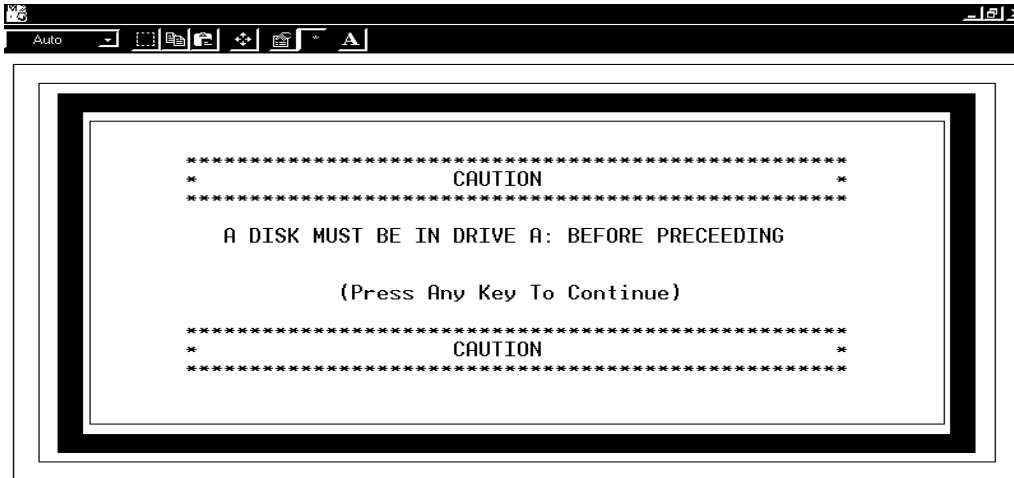 Auto
A
****************************************************
* CAUTION *
****************************************************
A DISK MUST BE IN DRIVE A: BEFORE PRECEEDING
(Press Any Key To Continue)
****************************************************
* CAUTION *
****************************************************